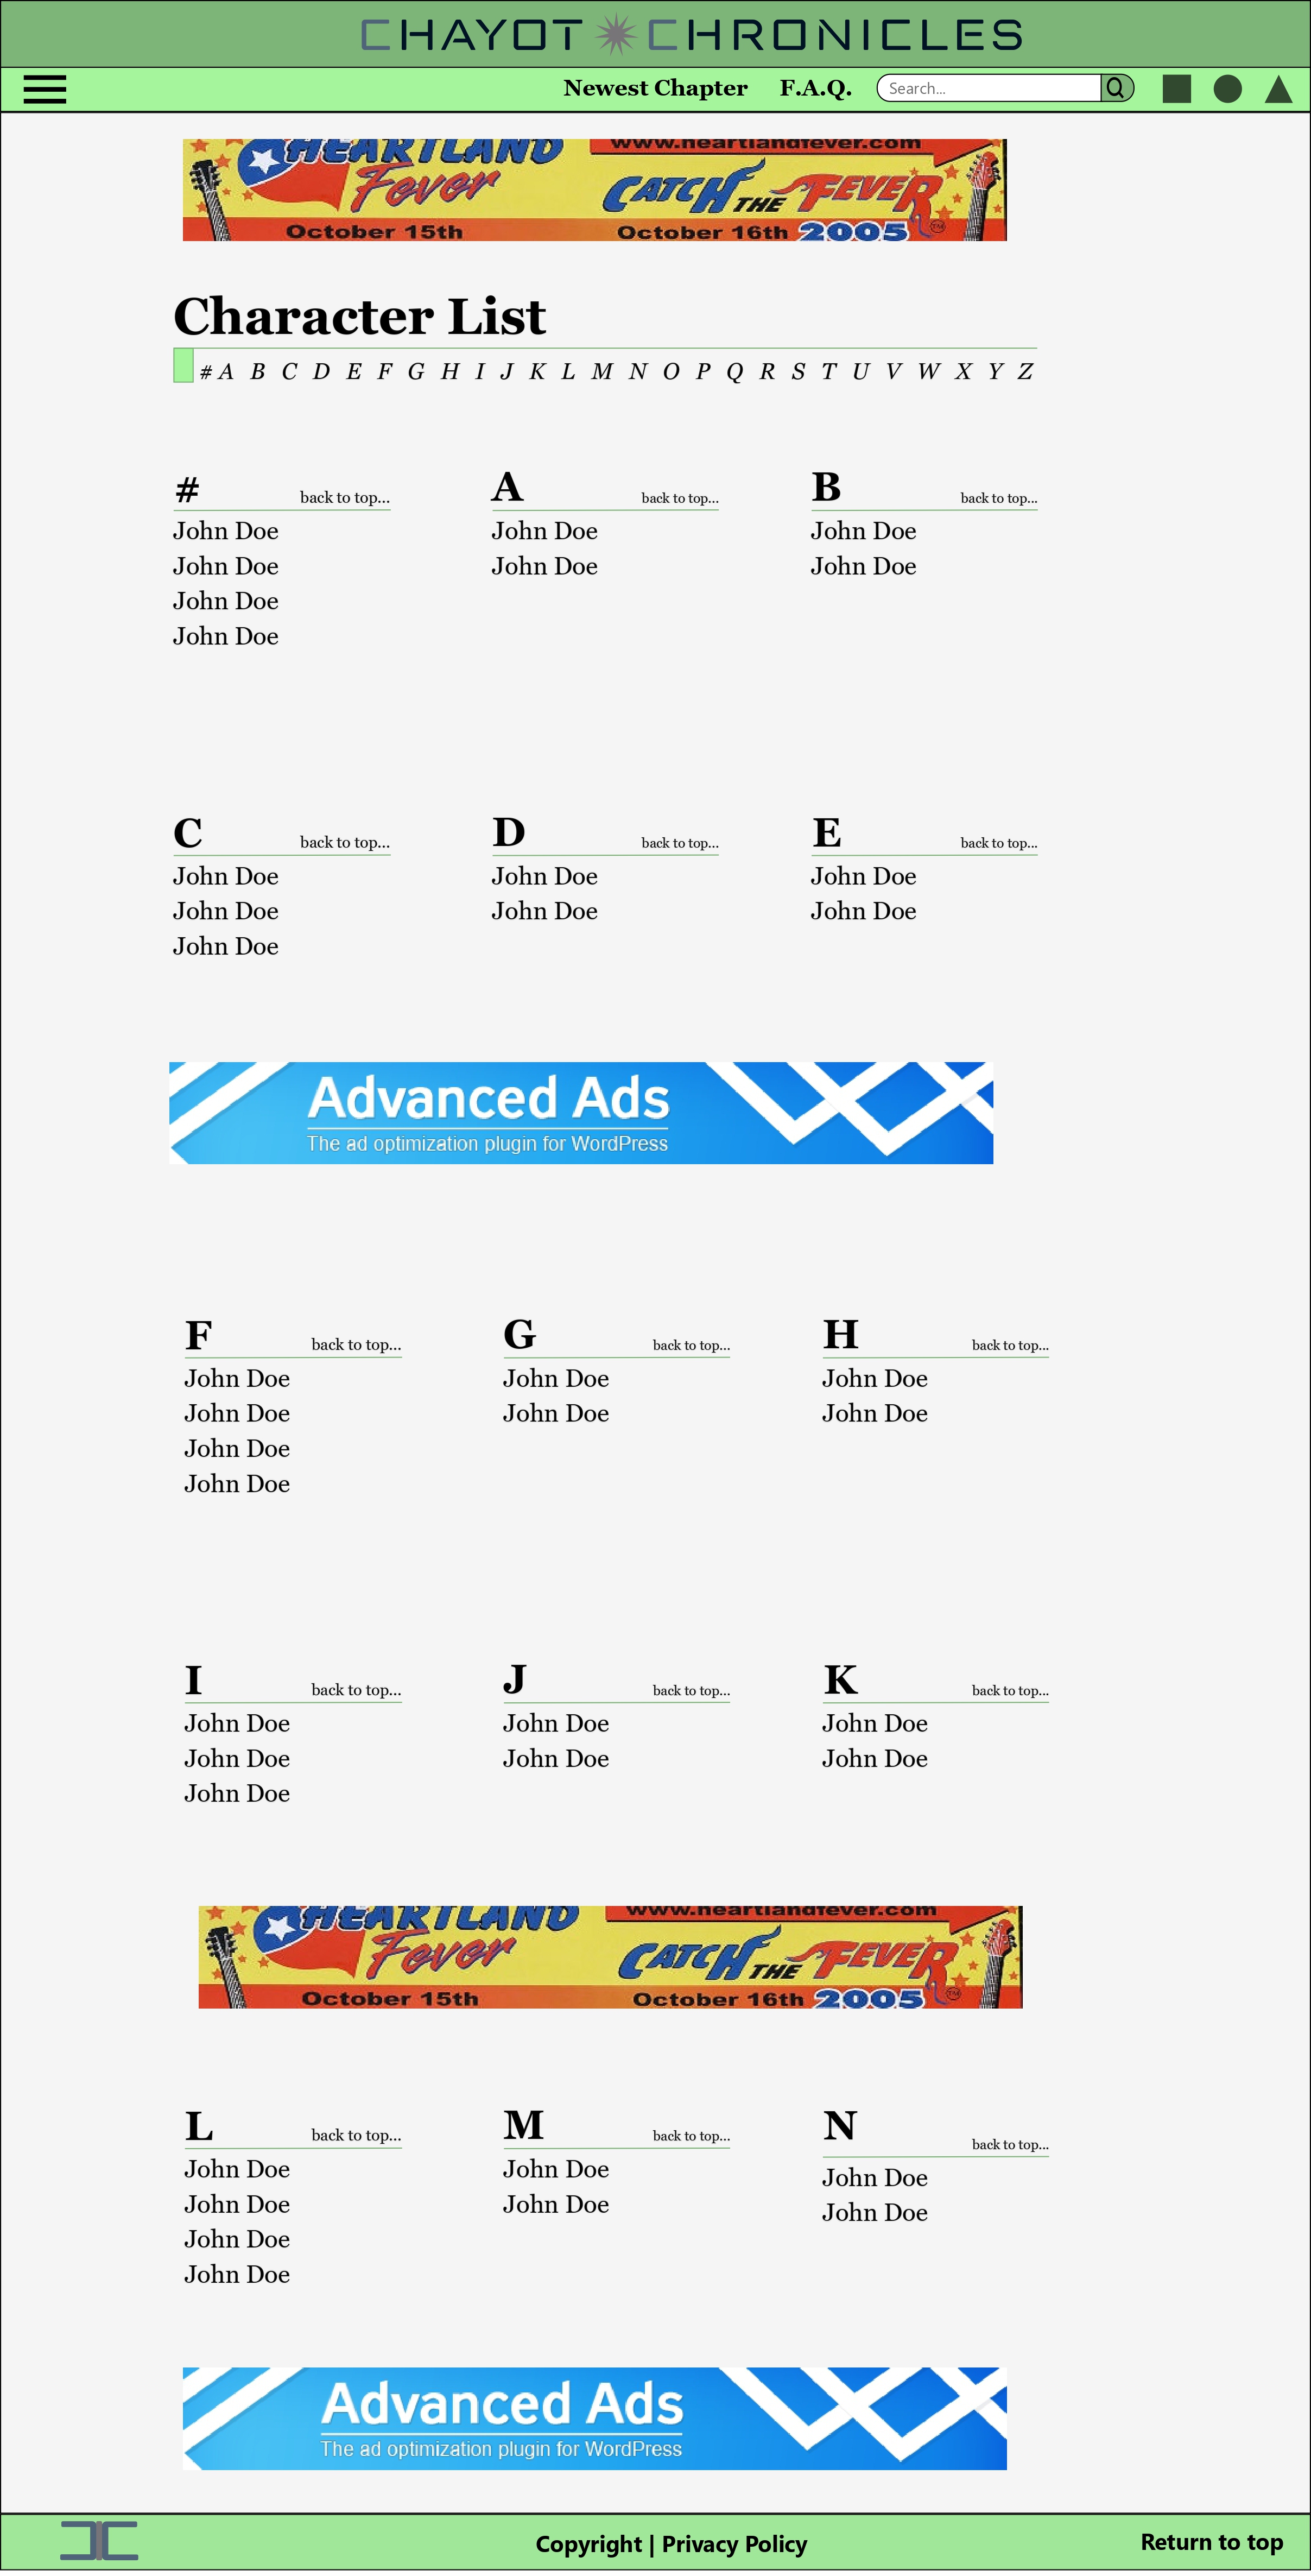 CHAYOT CHRONICLES
Newest Chapter F.A.Q. Search...
HEARTLAND www.heartlandfever.com
Fever CATCH THE FEVER TM
October 15th October 16th 2005
Character List
# A B C D E F G H I J K L M N O P Q R S T U V W X Y Z
# back to top...
John Doe
John Doe
John Doe
John Doe
A back to top...
John Doe
John Doe
B back to top...
John Doe
John Doe
C back to top...
John Doe
John Doe
John Doe
D back to top...
John Doe
John Doe
E back to top...
John Doe
John Doe
Advanced Ads
The ad optimization plugin for WordPress
F back to top...
John Doe
John Doe
John Doe
John Doe
G back to top...
John Doe
John Doe
H back to top...
John Doe
John Doe
I back to top...
John Doe
John Doe
John Doe
J back to top...
John Doe
John Doe
K back to top...
John Doe
John Doe
HEARTLAND www.heartlandfever.com
Fever CATCH THE FEVER TM
October 15th October 16th 2005
L back to top...
John Doe
John Doe
John Doe
John Doe
M back to top...
John Doe
John Doe
N back to top...
John Doe
John Doe
Advanced Ads
The ad optimization plugin for WordPress
Copyright | Privacy Policy Return to top